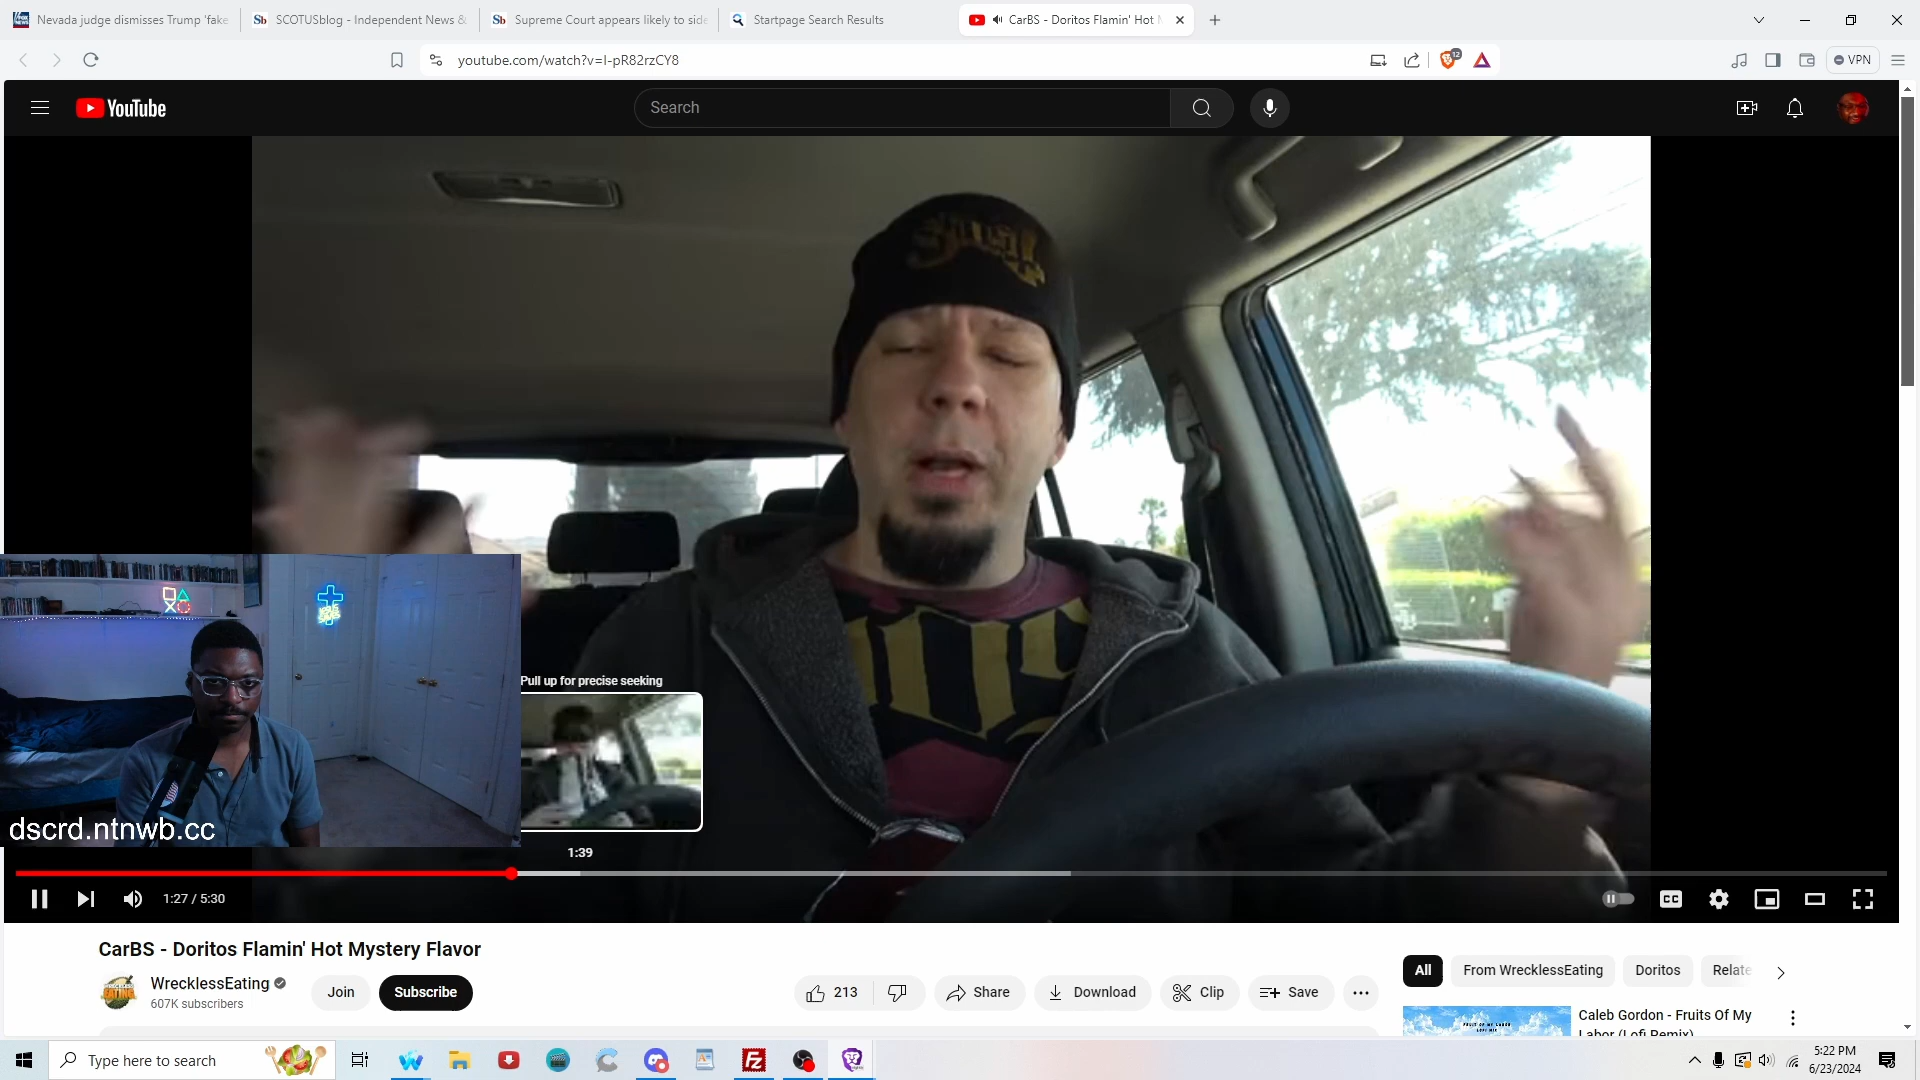 Nevada judge dismisses Trump 'fake
SCOTUSblog - Independent News &
Supreme Court appears likely to side
Startpage Search Results
CarBS - Doritos Flamin' Hot M
youtube.com/watch?v=I-pR82rzCY8
12
VPN
YouTube
Search
Pull up for precise seeking
dscrd.ntnwb.cc
1:39
1:27 / 5:30
CC
CarBS - Doritos Flamin' Hot Mystery Flavor
WrecklessEating
607K subscribers
Join
Subscribe
213
Share
Download
Clip
Save
All
From WrecklessEating
Doritos
Relate
Caleb Gordon - Fruits Of My
Labor (Lofi Remix)
Type here to search
5:22 PM
6/23/2024